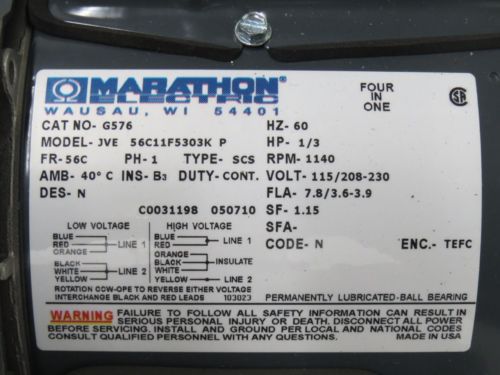 MARATHON®
ELECTRIC
WAUSAU, WI 54401
FOUR
IN
ONE
SA
CAT NO- G576 HZ- 60
MODEL- JVE 56C11F5303K P HP- 1/3
FR- 56C PH- 1 TYPE- SCS RPM- 1140
AMB- 40°C INS- B3 DUTY- CONT. VOLT- 115/208-230
DES- N FLA- 7.8/3.6-3.9
C0031198 050710 SF- 1.15
SFA-
CODE- N ENC.- TEFC
LOW VOLTAGE HIGH VOLTAGE
BLUE
RED LINE 1
ORANGE
BLACK
WHITE LINE 2
YELLOW
BLUE
RED LINE 1
ORANGE
BLACK INSULATE
WHITE
YELLOW LINE 2
ROTATION CCW-OPE TO REVERSE EITHER VOLTAGE
INTERCHANGE BLACK AND RED LEADS 103023
PERMANENTLY LUBRICATED-BALL BEARING
WARNING FAILURE TO FOLLOW ALL SAFETY INFORMATION CAN RESULT IN
SERIOUS PERSONAL INJURY OR DEATH. DISCONNECT ALL POWER
BEFORE SERVICING. INSTALL AND GROUND PER LOCAL AND NATIONAL CODES
CONSULT QUALIFIED PERSONNEL WITH ANY QUESTIONS. MADE IN USA